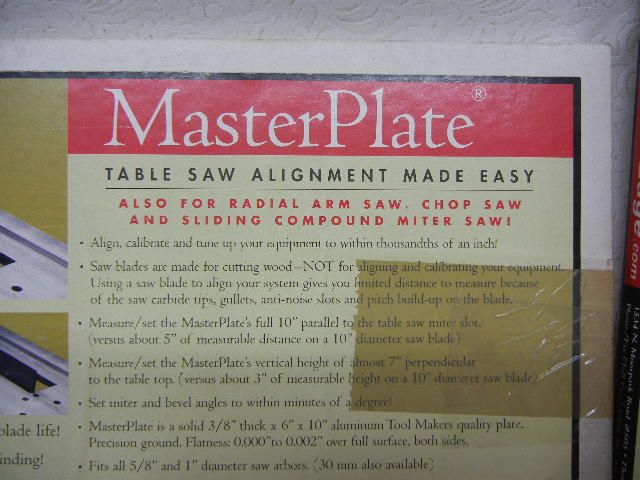 MasterPlate®
TABLE SAW ALIGNMENT MADE EASY
ALSO FOR RADIAL ARM SAW, CHOP SAW
AND SLIDING COMPOUND MITER SAW!
• Align, calibrate and tune up your equipment to within thousandths of an inch!
• Saw blades are made for cutting wood—NOT for aligning and calibrating your equipment.
Using a saw blade to align your system gives you limited distance to measure because
of the saw carbide tips, gullets, anti-noise slots and pitch build-up on the blade.
• Measure/set the MasterPlate's full 10" parallel to the table saw miter slot.
(versus about 5" of measurable distance on a 10" diameter saw blade)
• Measure/set the MasterPlate's vertical height of almost 7" perpendicular
to the table top. (versus about 3" of measurable height on a 10" diameter saw blade)
• Set miter and bevel angles to within minutes of a degree!
• MasterPlate is a solid 3/8" thick x 6" x 10" aluminum Tool Makers quality plate.
Precision ground. Flatness: 0.000" to 0.002" over full surface, both sides.
• Fits all 5/8" and 1" diameter saw arbors. (30 mm also available)
blade life!
inding!
ge.com